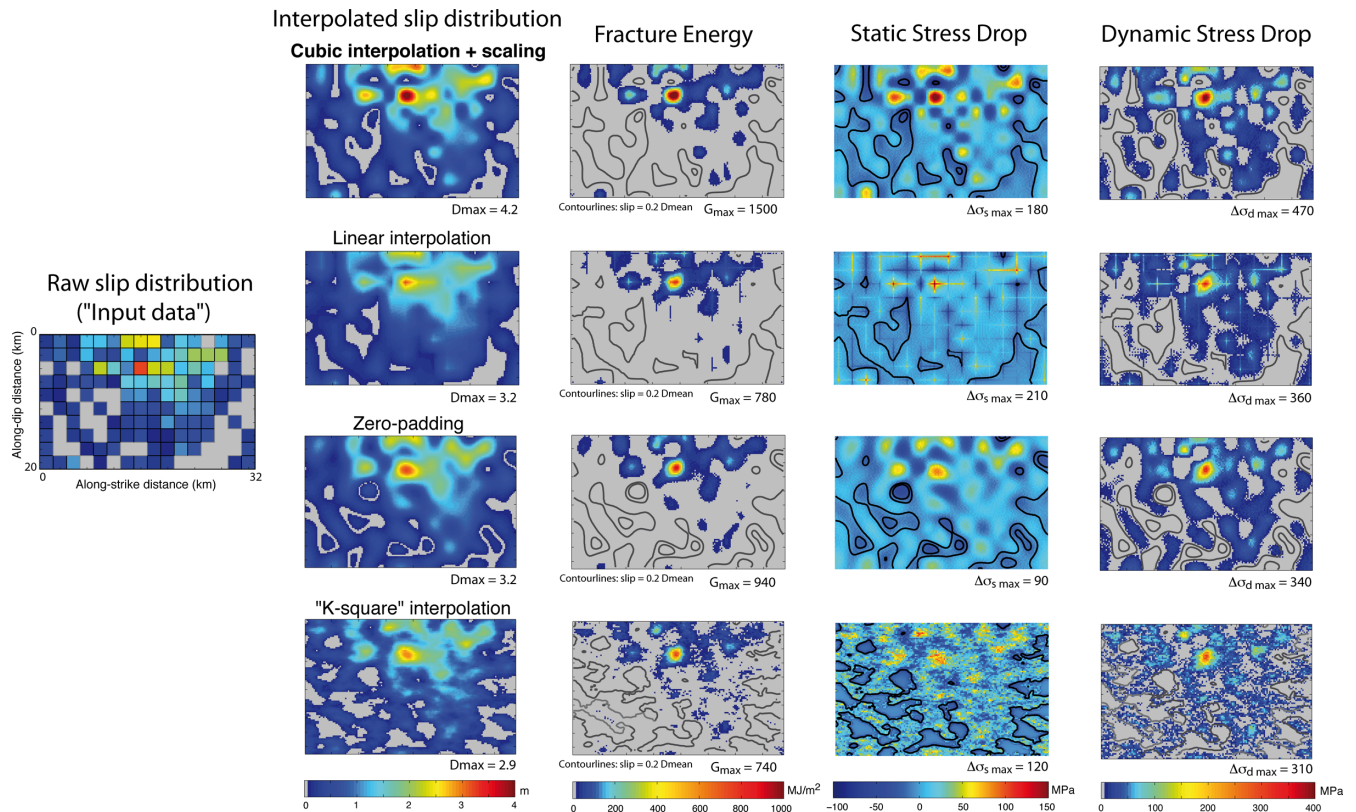 Interpolated slip distribution
Fracture Energy
Static Stress Drop
Dynamic Stress Drop
Cubic interpolation + scaling
Dmax = 4.2
Contourlines: slip = 0.2 Dmean
Gmax = 1500
Δσs max = 180
Δσd max = 470
Linear interpolation
Dmax = 3.2
Contourlines: slip = 0.2 Dmean
Gmax = 780
Δσs max = 210
Δσd max = 360
Raw slip distribution
("Input data")
0
Along-dip distance (km)
20
0
32
Along-strike distance (km)
Zero-padding
Dmax = 3.2
Contourlines: slip = 0.2 Dmean
Gmax = 940
Δσs max = 90
Δσd max = 340
"K-square" interpolation
Dmax = 2.9
Contourlines: slip = 0.2 Dmean
Gmax = 740
Δσs max = 120
Δσd max = 310
0 1 2 3 4 m
0 200 400 600 800 1000 MJ/m²
−100 −50 0 50 100 150 MPa
0 100 200 300 400 MPa